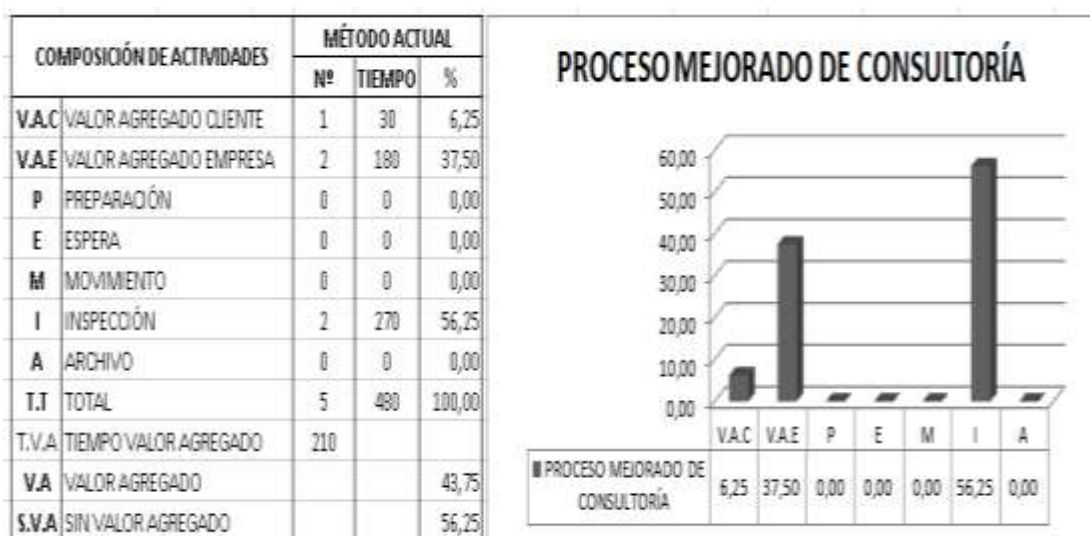 COMPOSICIÓN DE ACTIVIDADES
MÉTODO ACTUAL
Nº TIEMPO %
V.A.C VALOR AGREGADO CLIENTE 1 30 6,25
V.A.E VALOR AGREGADO EMPRESA 2 180 37,50
P PREPARACIÓN 0 0 0,00
E ESPERA 0 0 0,00
M MOVIMIENTO 0 0 0,00
I INSPECCIÓN 2 270 56,25
A ARCHIVO 0 0 0,00
T.T TOTAL 5 480 100,00
T.V.A TIEMPO VALOR AGREGADO 210
V.A VALOR AGREGADO 43,75
S.V.A SIN VALOR AGREGADO 56,25
PROCESO MEJORADO DE CONSULTORÍA
60,00
50,00
40,00
30,00
20,00
10,00
0,00
V.A.C V.A.E P E M I A
PROCESO MEJORADO DE
CONSULTORÍA
6,25 37,50 0,00 0,00 0,00 56,25 0,00